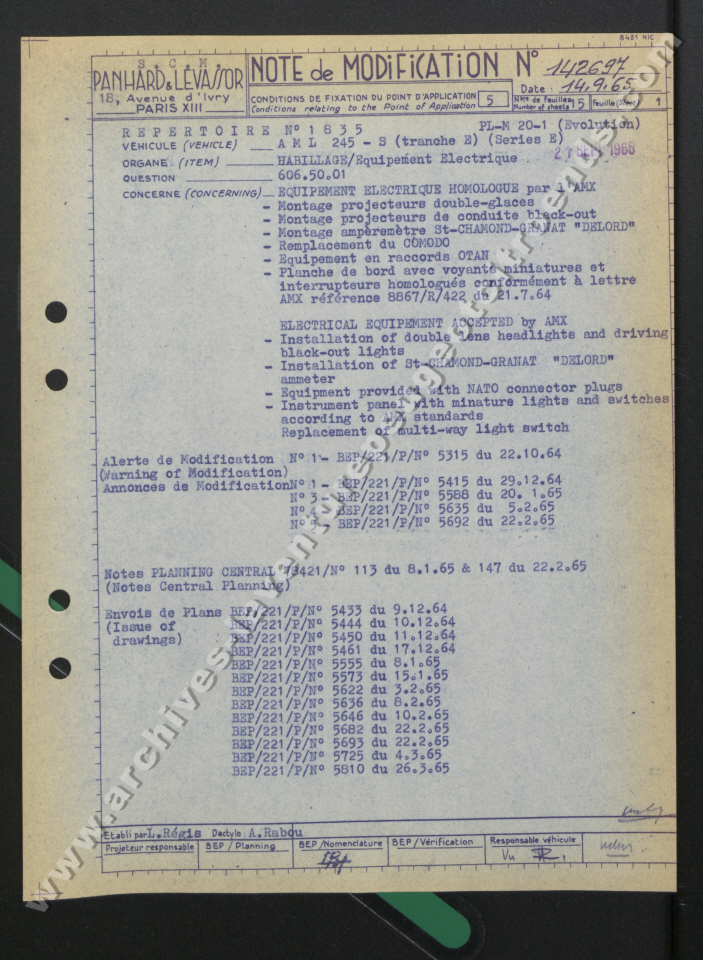 8431 NIC
S.C.M.
PANHARD & LEVASSOR
18, Avenue d'Ivry
PARIS XIII
NOTE de MODIFICATION N° 142697
Date: 14.9.65
CONDITIONS DE FIXATION DU POINT D'APPLICATION 5
Conditions relating to the Point of Application
Nbre de feuilles 15 Feuille (Sheet) 1
Number of sheets
REPERTOIRE N° 1835 PL-M 20-1 (Evolution)
VÉHICULE (VEHICLE) AML 245 - S (tranche E) (Series E)
ORGANE (ITEM) HABILLAGE/Equipement Electrique
QUESTION 606.50.01
CONCERNE (CONCERNING) EQUIPEMENT ELECTRIQUE HOMOLOGUE par l'AMX
- Montage projecteurs double-glaces
- Montage projecteurs de conduite black-out
- Montage ampèremètre St-CHAMOND-GRANAT "DELORD"
- Remplacement du COMODO
- Equipement en raccords OTAN
- Planche de bord avec voyants miniatures et
interrupteurs homologués conformément à lettre
AMX référence 8867/R/422 du 21.7.64
ELECTRICAL EQUIPEMENT ACCEPTED by AMX
- Installation of double lens headlights and driving
black-out lights
- Installation of St-CHAMOND-GRANAT "DELORD"
ammeter
- Equipment provided with NATO connector plugs
- Instrument panel with minature lights and switches
according to AMX standards
Replacement of multi-way light switch
Alerte de Modification N° 1 - BEP/221/P/N° 5315 du 22.10.64
(Warning of Modification)
Annonces de Modification N° 1 - BEP/221/P/N° 5415 du 29.12.64
N° 3 - BEP/221/P/N° 5588 du 20. 1.65
N° - BEP/221/P/N° 5635 du 5.2.65
N° - BEP/221/P/N° 5692 du 22.2.65
Notes PLANNING CENTRAL 8421/N° 113 du 8.1.65 & 147 du 22.2.65
(Notes Central Planning)
Envois de Plans BEP/221/P/N° 5433 du 9.12.64
(Issue of BEP/221/P/N° 5444 du 10.12.64
drawings) BEP/221/P/N° 5450 du 11.12.64
BEP/221/P/N° 5461 du 17.12.64
BEP/221/P/N° 5555 du 8.1.65
BEP/221/P/N° 5573 du 15.1.65
BEP/221/P/N° 5622 du 3.2.65
BEP/221/P/N° 5636 du 8.2.65
BEP/221/P/N° 5646 du 10.2.65
BEP/221/P/N° 5682 du 22.2.65
BEP/221/P/N° 5693 du 22.2.65
BEP/221/P/N° 5725 du 4.3.65
BEP/221/P/N° 5810 du 26.3.65
Etabli par L. Régis Dactylo: A. Rabou
Projeteur responsable BEP / Planning BEP / Nomenclature BEP / Vérification Responsable véhicule
Vu